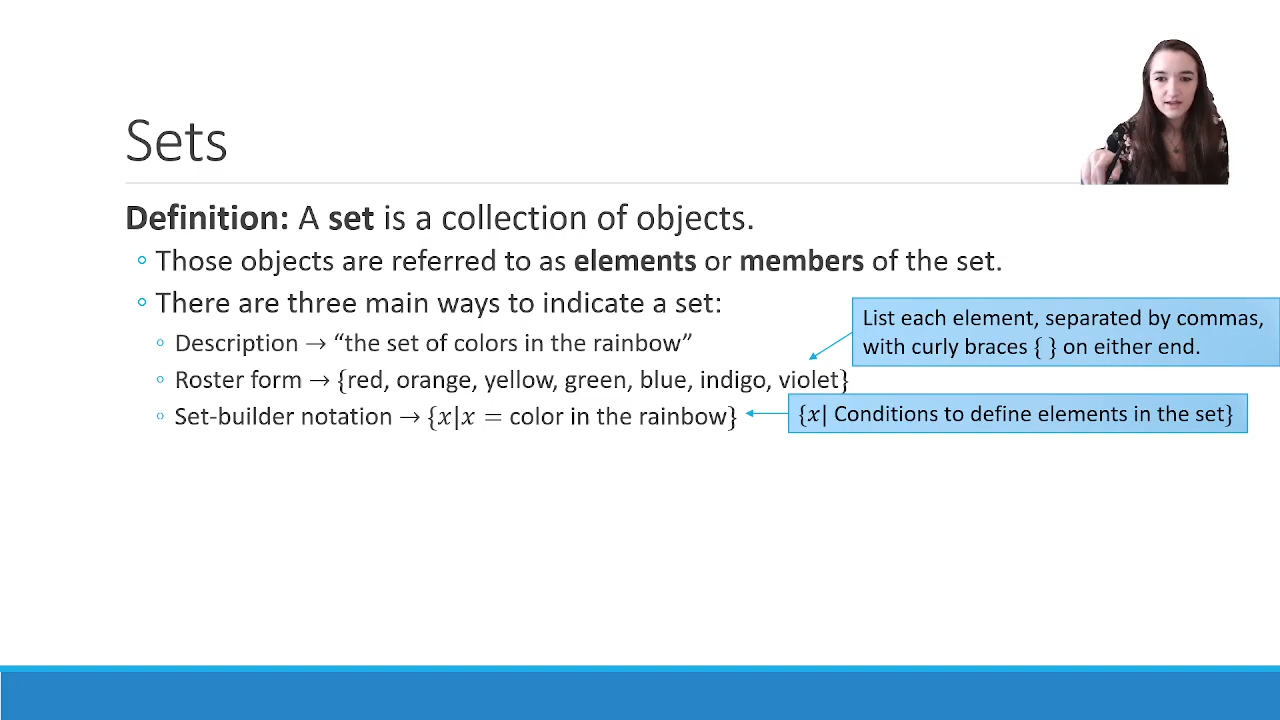 Sets
Definition: A set is a collection of objects.
◦ Those objects are referred to as elements or members of the set.
◦ There are three main ways to indicate a set:
◦ Description → “the set of colors in the rainbow”
◦ Roster form → {red, orange, yellow, green, blue, indigo, violet}
◦ Set-builder notation → {𝑥|𝑥 = color in the rainbow}
List each element, separated by commas,
with curly braces { } on either end.
{𝑥| Conditions to define elements in the set}